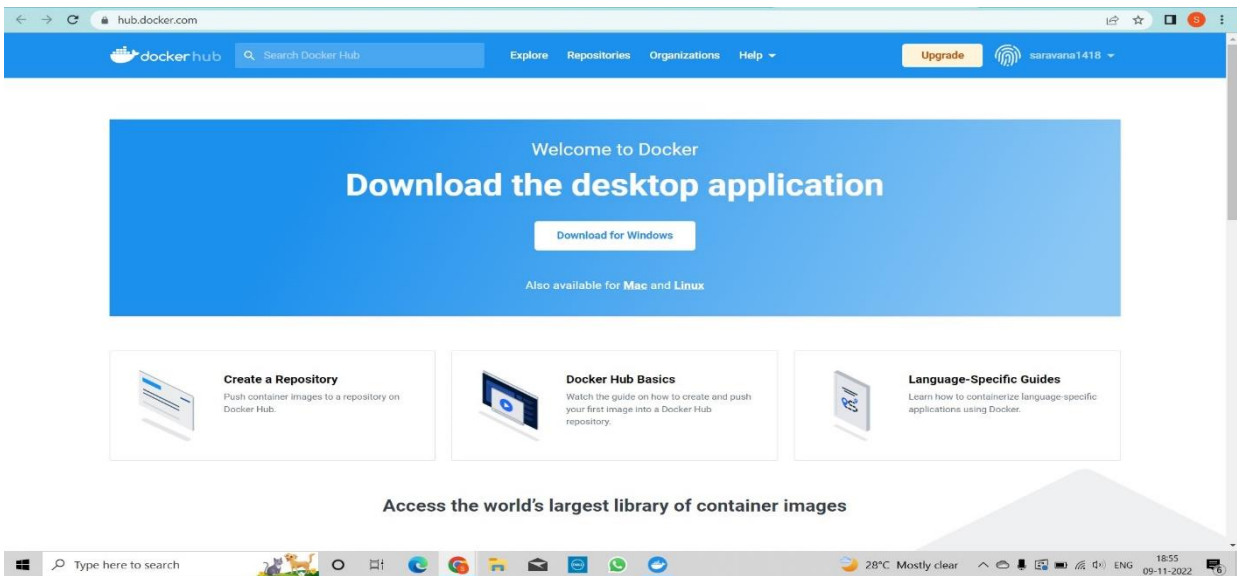 hub.docker.com
S
docker hub
Search Docker Hub
Explore
Repositories
Organizations
Help
Upgrade
saravana1418
Welcome to Docker
Download the desktop application
Download for Windows
Also available for Mac and Linux
Create a Repository
Push container images to a repository on
Docker Hub.
Docker Hub Basics
Watch the guide on how to create and push
your first image into a Docker Hub
repository.
Language-Specific Guides
Learn how to containerize language-specific
applications using Docker.
Access the world's largest library of container images
Type here to search
28°C Mostly clear
ENG
18:55
09-11-2022
6